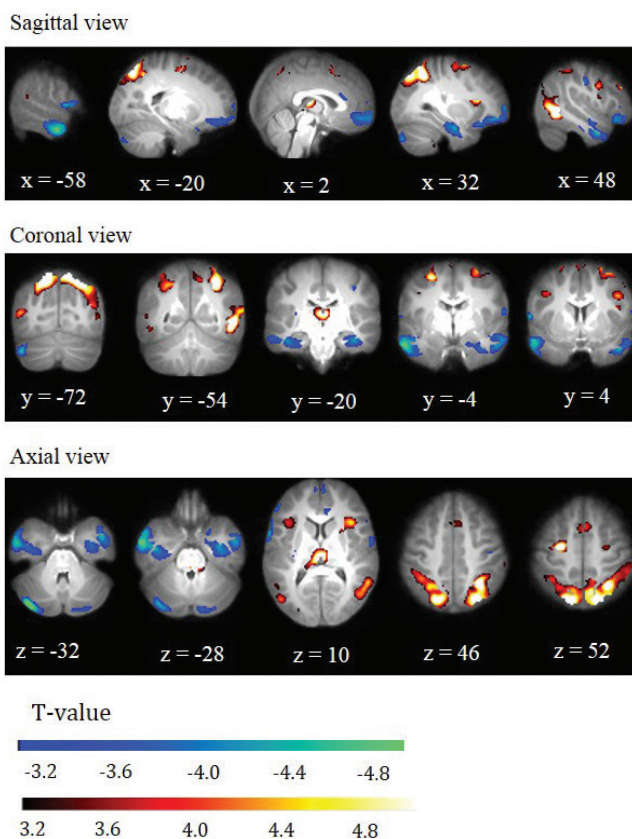 Sagittal view
x = -58 x = -20 x = 2 x = 32 x = 48
Coronal view
y = -72 y = -54 y = -20 y = -4 y = 4
Axial view
z = -32 z = -28 z = 10 z = 46 z = 52
T-value
-3.2 -3.6 -4.0 -4.4 -4.8
3.2 3.6 4.0 4.4 4.8